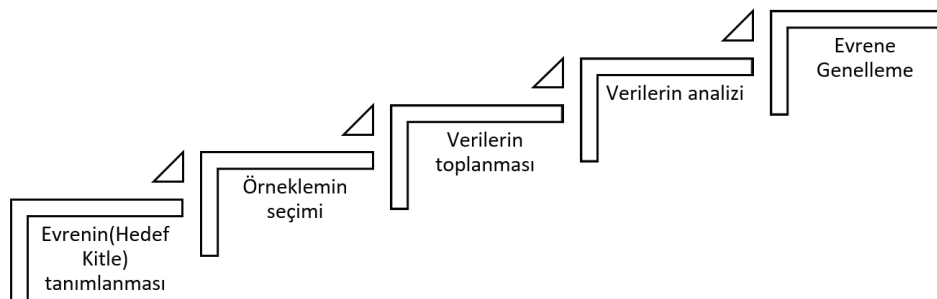 Evrenin(Hedef
Kitle)
tanımlanması
Örneklemin
seçimi
Verilerin
toplanması
Verilerin analizi
Evrene
Genelleme